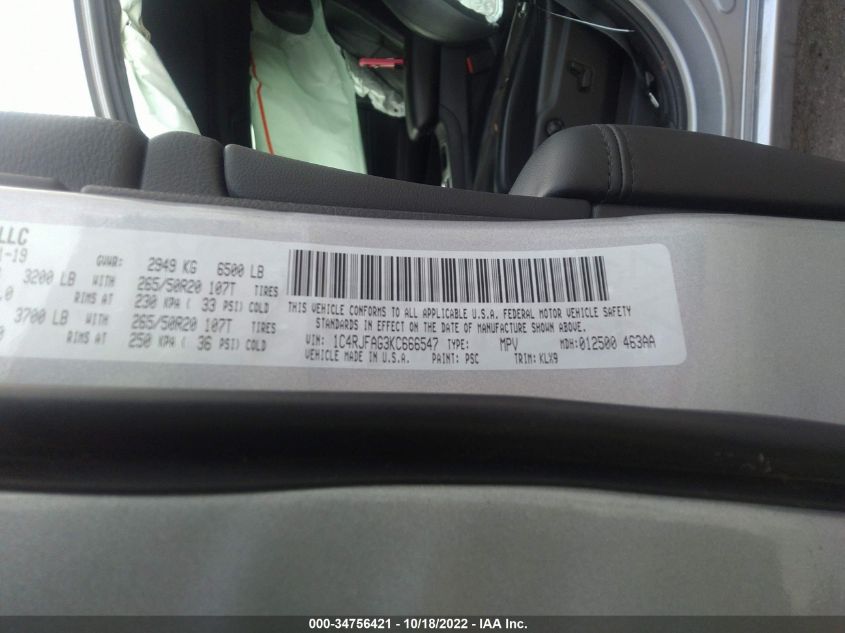 LLC
1-19
GVWR: 2949 KG 6500 LB
3200 LB WITH 265/50R20 107T TIRES
.0 RIMS AT 230 KPA ( 33 PSI) COLD
3700 LB WITH 265/50R20 107T TIRES
0 RIMS AT 250 KPA ( 36 PSI) COLD
THIS VEHICLE CONFORMS TO ALL APPLICABLE U.S.A. FEDERAL MOTOR VEHICLE SAFETY
STANDARDS IN EFFECT ON THE DATE OF MANUFACTURE SHOWN ABOVE.
VIN: 1C4RJFAG3KC666547 TYPE: MPV MDH:012500 463AA
VEHICLE MADE IN U.S.A. PAINT: PSC TRIM: KLX9
000-34756421 - 10/18/2022 - IAA Inc.